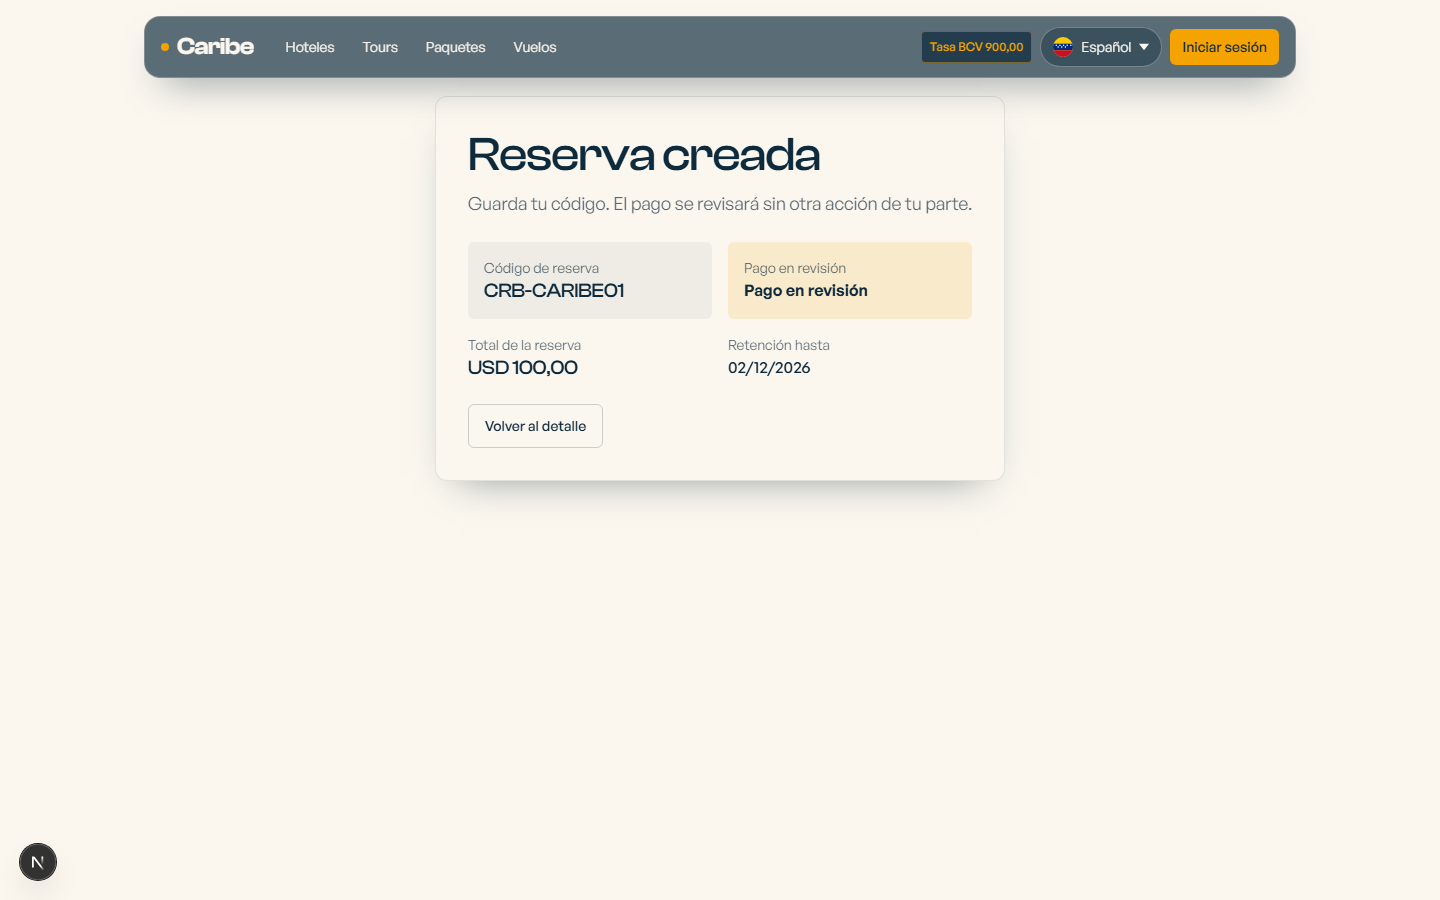 Caribe
Hoteles
Tours
Paquetes
Vuelos
Tasa BCV 900,00
Español
Iniciar sesión
Reserva creada
Guarda tu código. El pago se revisará sin otra acción de tu parte.
Código de reserva
CRB-CARIBE01
Pago en revisión
Pago en revisión
Total de la reserva
USD 100,00
Retención hasta
02/12/2026
Volver al detalle
N